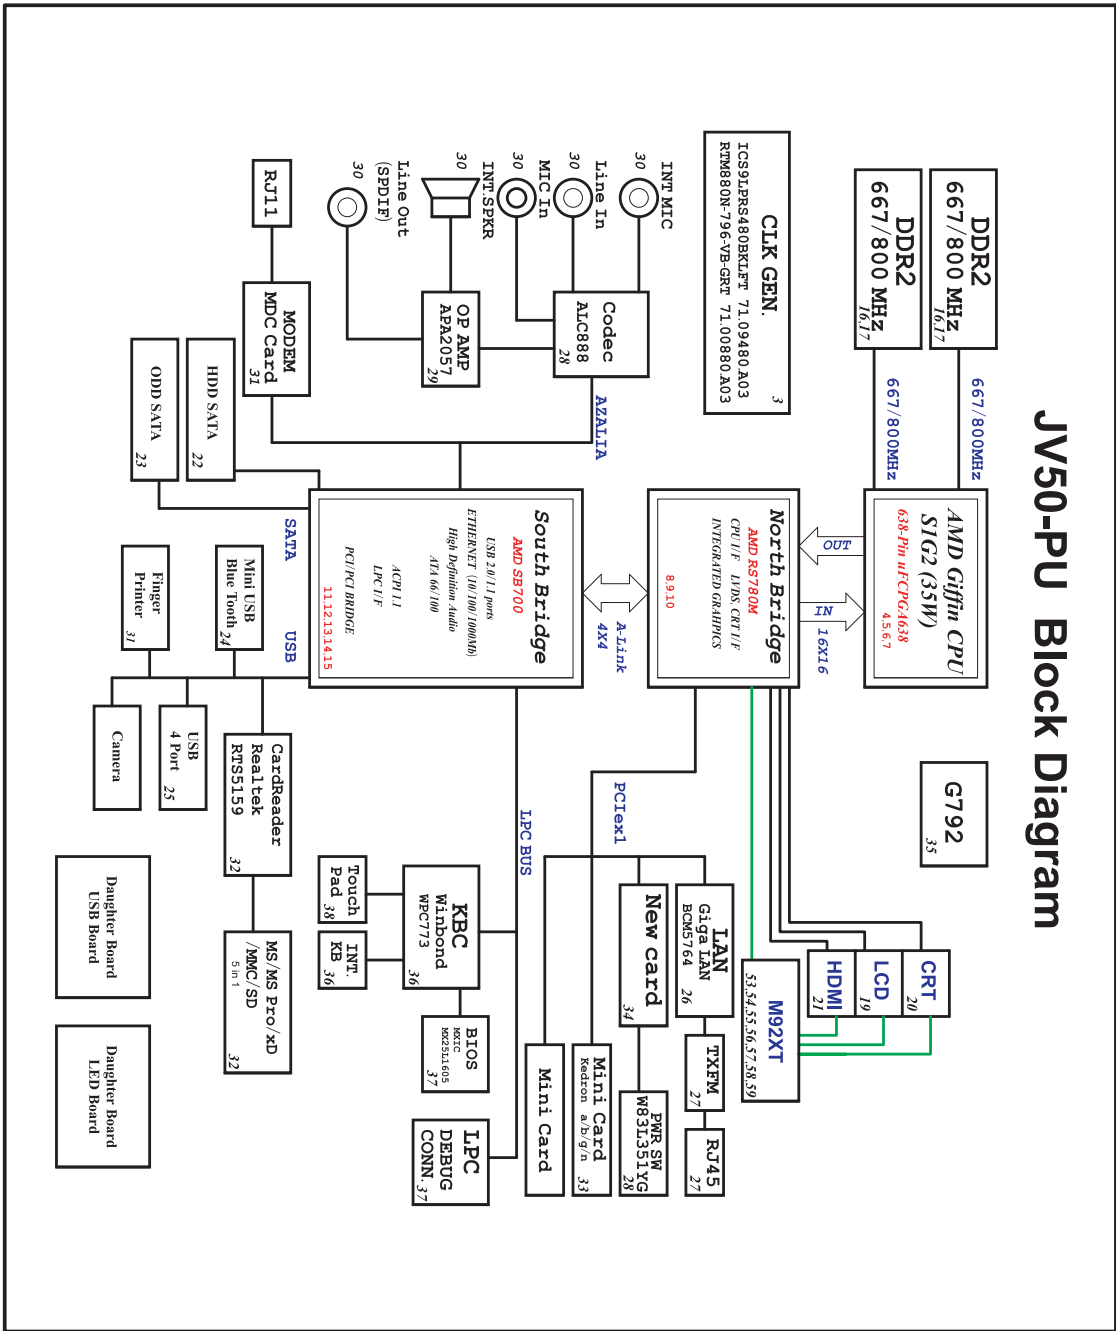 JV50-PU Block Diagram
DDR2
667/800 MHz
16,17
667/800MHz
DDR2
667/800 MHz
16,17
667/800MHz
AMD Giffin CPU
S1G2 (35W)
638-Pin uFCPGA638
4,5,6,7
G792
35
CLK GEN.
ICS9LPRS480BKLFT 71.09480.A03
RTM880N-796-VB-GRT 71.00880.A03
3
OUT
IN
16X16
North Bridge
AMD RS780M
CPU I/F LVDS, CRT I/F
INTEGRATED GRAHPICS
8,9,10
CRT
20
LCD
19
HDMI
21
M92XT
53,54,55,56,57,58,59
A-Link
4X4
PCIex1
INT MIC
30
Line In
30
MIC In
30
INT.SPKR
30
Line Out
(SPDIF)
30
Codec
ALC888
28
OP AMP
APA2057
29
AZALIA
MODEM
MDC Card
31
RJ11
South Bridge
AMD SB700
USB 2.0/1.1 ports
ETHERNET (10/100/1000Mb)
High Definition Audio
ATA 66/100
ACPI 1.1
LPC I/F
PCI/PCI BRIDGE
11,12,13,14,15
LAN
Giga LAN
BCM5764
26
TXFM
27
RJ45
27
New card
34
PWR SW
W83L351YG
28
Mini Card
Kedron a/b/g/n
33
Mini Card
LPC BUS
KBC
Winbond
WPC773
36
BIOS
MXIC
MX25L1605
37
LPC
DEBUG
CONN.
37
Touch
Pad
38
INT.
KB
36
HDD SATA
22
ODD SATA
23
SATA
USB
Mini USB
Blue Tooth
24
Finger
Printer
31
CardReader
Realtek
RTS5159
32
MS/MS Pro/xD
/MMC/SD
5 in 1
32
USB
4 Port
25
Camera
Daughter Board
USB Board
Daughter Board
LED Board